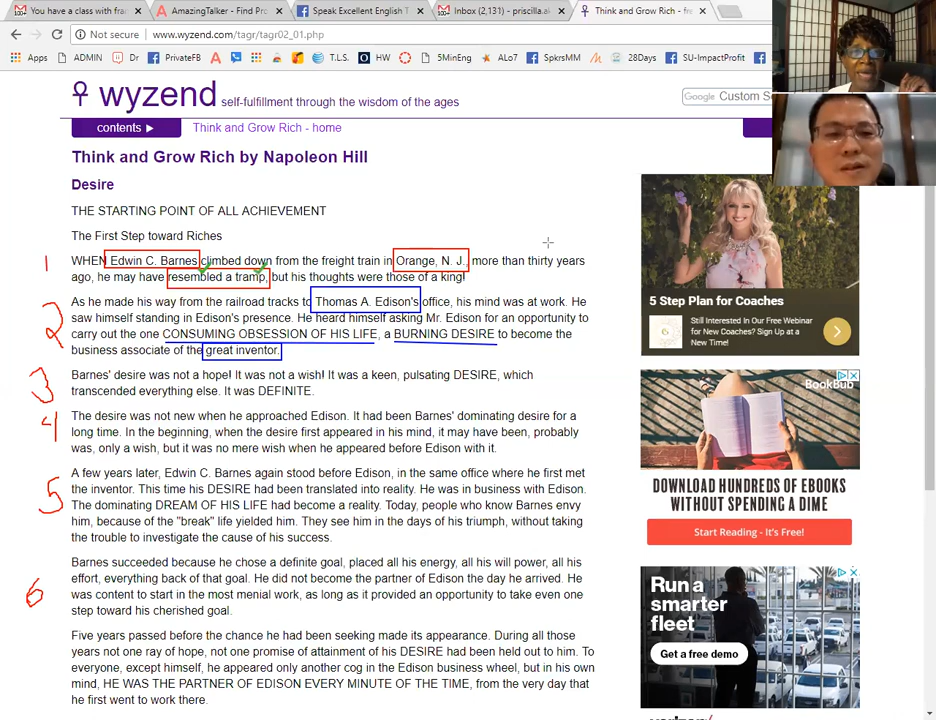 You have a class with fran
AmazingTalker - Find Pro
Speak Excellent English T
Inbox (2,131) - priscilla.ak
Think and Grow Rich - fre
Not secure | www.wyzend.com/tagr/tagr02_01.php
Apps ADMIN Dr PrivateFB T.L.S. OP HW 5MinEng ALo7 SpkrsMM 28Days SU-ImpactProfit
wyzend self-fulfillment through the wisdom of the ages
Google Custom S
contents Think and Grow Rich - home
Think and Grow Rich by Napoleon Hill
Desire
THE STARTING POINT OF ALL ACHIEVEMENT
The First Step toward Riches
1
WHEN Edwin C. Barnes climbed down from the freight train in Orange, N. J., more than thirty years
ago, he may have resembled a tramp, but his thoughts were those of a king!
2
As he made his way from the railroad tracks to Thomas A. Edison's office, his mind was at work. He
saw himself standing in Edison's presence. He heard himself asking Mr. Edison for an opportunity to
carry out the one CONSUMING OBSESSION OF HIS LIFE, a BURNING DESIRE to become the
business associate of the great inventor.
3
Barnes' desire was not a hope! It was not a wish! It was a keen, pulsating DESIRE, which
transcended everything else. It was DEFINITE.
4
The desire was not new when he approached Edison. It had been Barnes' dominating desire for a
long time. In the beginning, when the desire first appeared in his mind, it may have been, probably
was, only a wish, but it was no mere wish when he appeared before Edison with it.
5
A few years later, Edwin C. Barnes again stood before Edison, in the same office where he first met
the inventor. This time his DESIRE had been translated into reality. He was in business with Edison.
The dominating DREAM OF HIS LIFE had become a reality. Today, people who know Barnes envy
him, because of the "break" life yielded him. They see him in the days of his triumph, without taking
the trouble to investigate the cause of his success.
6
Barnes succeeded because he chose a definite goal, placed all his energy, all his will power, all his
effort, everything back of that goal. He did not become the partner of Edison the day he arrived. He
was content to start in the most menial work, as long as it provided an opportunity to take even one
step toward his cherished goal.
Five years passed before the chance he had been seeking made its appearance. During all those
years not one ray of hope, not one promise of attainment of his DESIRE had been held out to him. To
everyone, except himself, he appeared only another cog in the Edison business wheel, but in his own
mind, HE WAS THE PARTNER OF EDISON EVERY MINUTE OF THE TIME, from the very day that
he first went to work there.
5 Step Plan for Coaches
Still Interested In Our Free Webinar
for New Coaches? Sign Up at a
New Time!
BookBub
DOWNLOAD HUNDREDS OF EBOOKS
WITHOUT SPENDING A DIME
Start Reading - It's Free!
Run a
smarter
fleet
Get a free demo